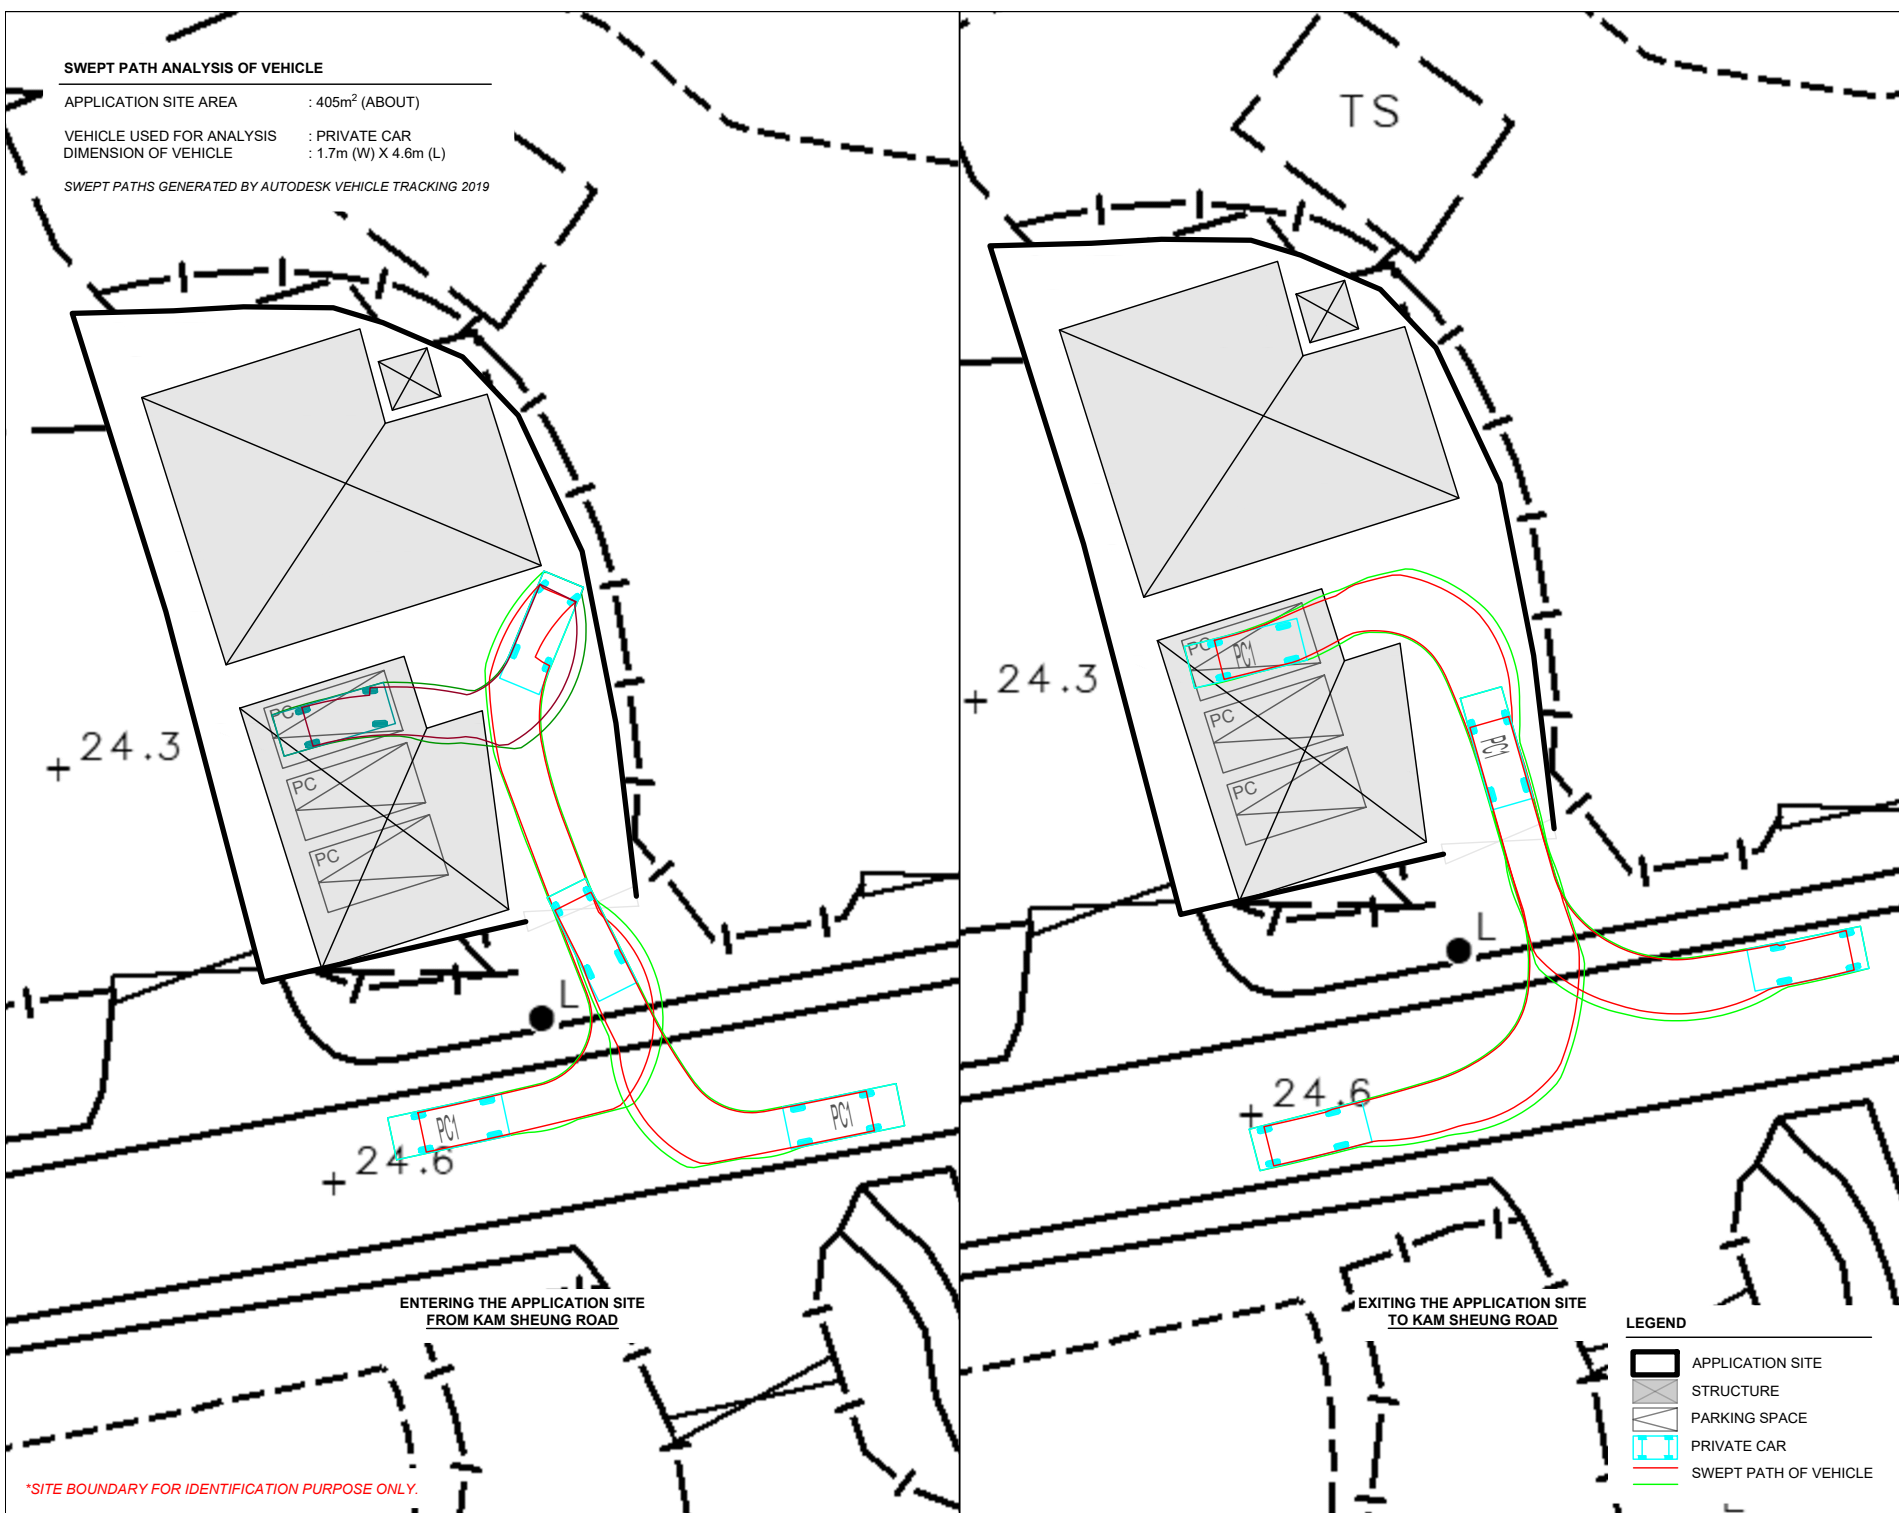 SWEPT PATH ANALYSIS OF VEHICLE
APPLICATION SITE AREA : 405m² (ABOUT)
VEHICLE USED FOR ANALYSIS : PRIVATE CAR
DIMENSION OF VEHICLE : 1.7m (W) X 4.6m (L)
SWEPT PATHS GENERATED BY AUTODESK VEHICLE TRACKING 2019
TS
PC
PC
PC
24.3
L
PC1
PC1
24.6
ENTERING THE APPLICATION SITE
FROM KAM SHEUNG ROAD
*SITE BOUNDARY FOR IDENTIFICATION PURPOSE ONLY.
PC
PC1
PC
PC
PC1
24.3
L
24.6
EXITING THE APPLICATION SITE
TO KAM SHEUNG ROAD
LEGEND
APPLICATION SITE
STRUCTURE
PARKING SPACE
PRIVATE CAR
SWEPT PATH OF VEHICLE